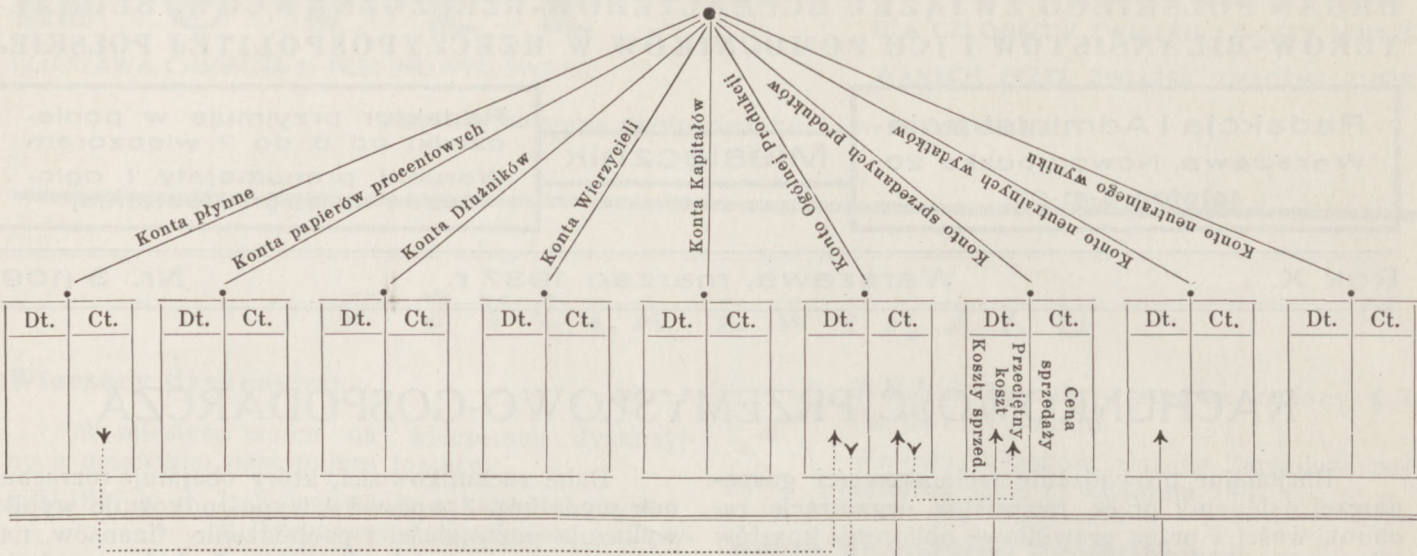 Konta płynne
Konta papierów procentowych
Konta Dłużników
Konta Wierzycieli
Konta Kapitałów
Konto Ogólnej Produkcji
Konto sprzedanych produktów
Konto neutralnych wydatków
Konto neutralnego wyniku
Dt. Ct. Dt. Ct. Dt. Ct. Dt. Ct. Dt. Ct. Dt. Ct. Dt. Ct. Dt. Ct. Dt. Ct.
Koszty sprzed.
Przeciętny
koszt
sprzedaży
Cena